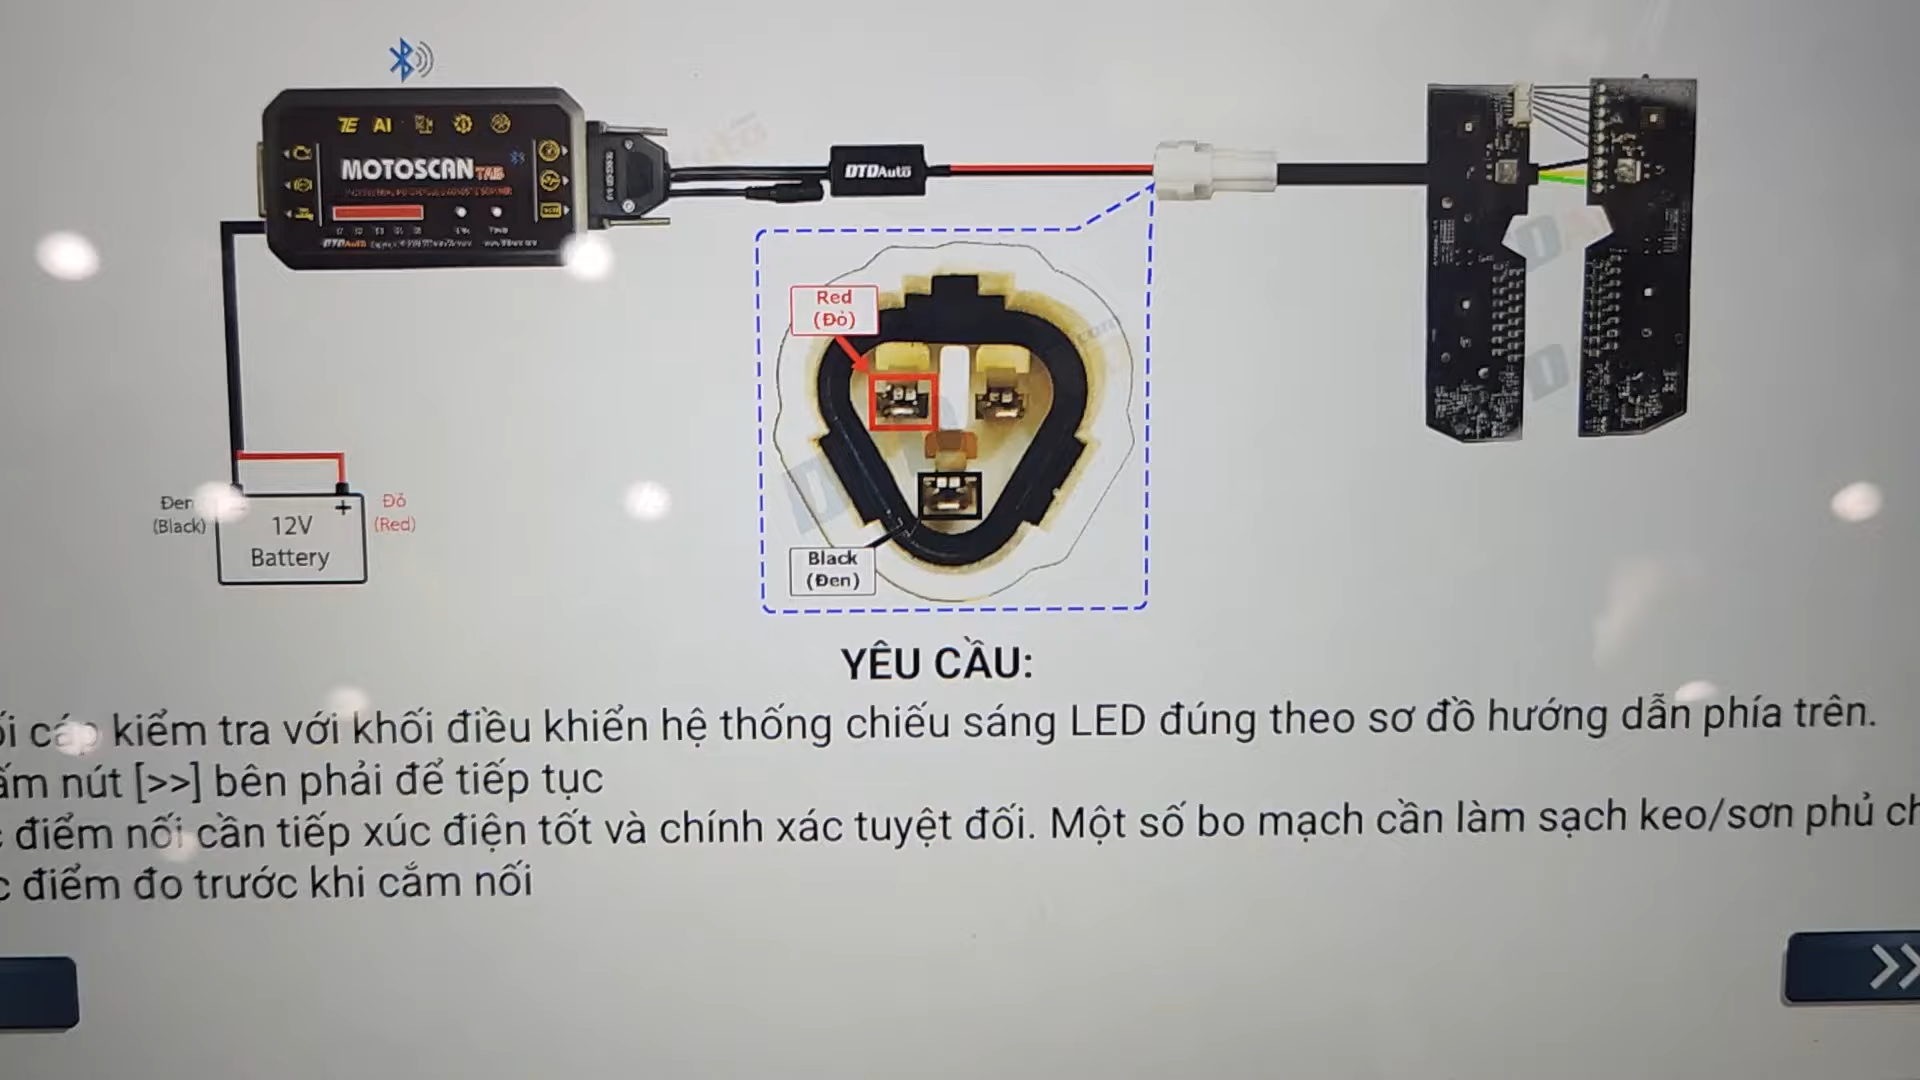 TE AI
MOTOSCAN TAB
DTDAuto
DTDAuto
Red
(Đỏ)
Đen
(Black)
12V
Battery
+
Đỏ
(Red)
Black
(Đen)
YÊU CẦU:
kiểm tra với khối điều khiển hệ thống chiếu sáng LED đúng theo sơ đồ hướng dẫn phía trên.
nút [>>] bên phải để tiếp tục
điểm nối cần tiếp xúc điện tốt và chính xác tuyệt đối. Một số bo mạch cần làm sạch keo/sơn phủ
điểm đo trước khi cắm nối
>>